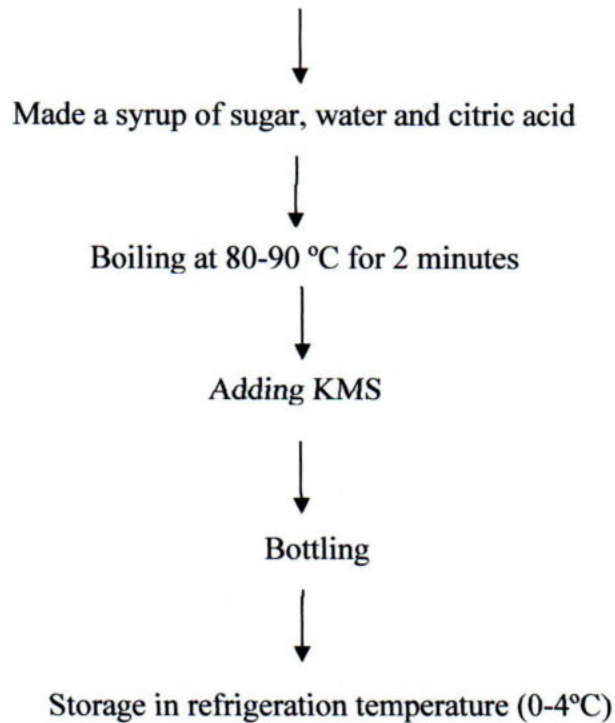 Made a syrup of sugar, water and citric acid
Boiling at 80-90 ºC for 2 minutes
Adding KMS
Bottling
Storage in refrigeration temperature (0-4ºC)